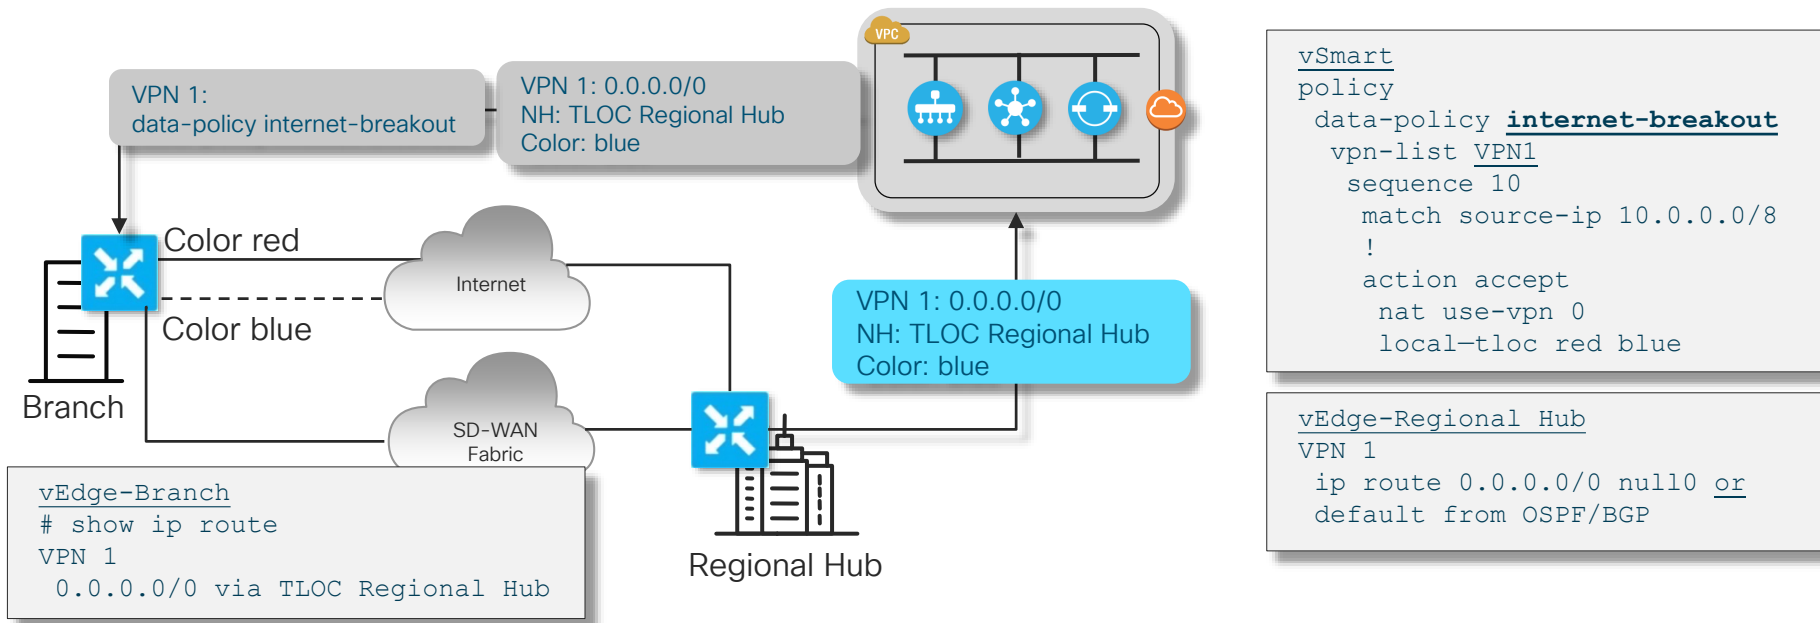 VPC
VPN 1:
data-policy internet-breakout
VPN 1: 0.0.0.0/0
NH: TLOC Regional Hub
Color: blue
Color red
Internet
Color blue
Branch
SD-WAN
Fabric
VPN 1: 0.0.0.0/0
NH: TLOC Regional Hub
Color: blue
Regional Hub
vEdge-Branch
# show ip route
VPN 1
0.0.0.0/0 via TLOC Regional Hub
vSmart
policy
data-policy internet-breakout
vpn-list VPN1
sequence 10
match source-ip 10.0.0.0/8
!
action accept
nat use-vpn 0
local—tloc red blue
vEdge-Regional Hub
VPN 1
ip route 0.0.0.0/0 null0 or
default from OSPF/BGP